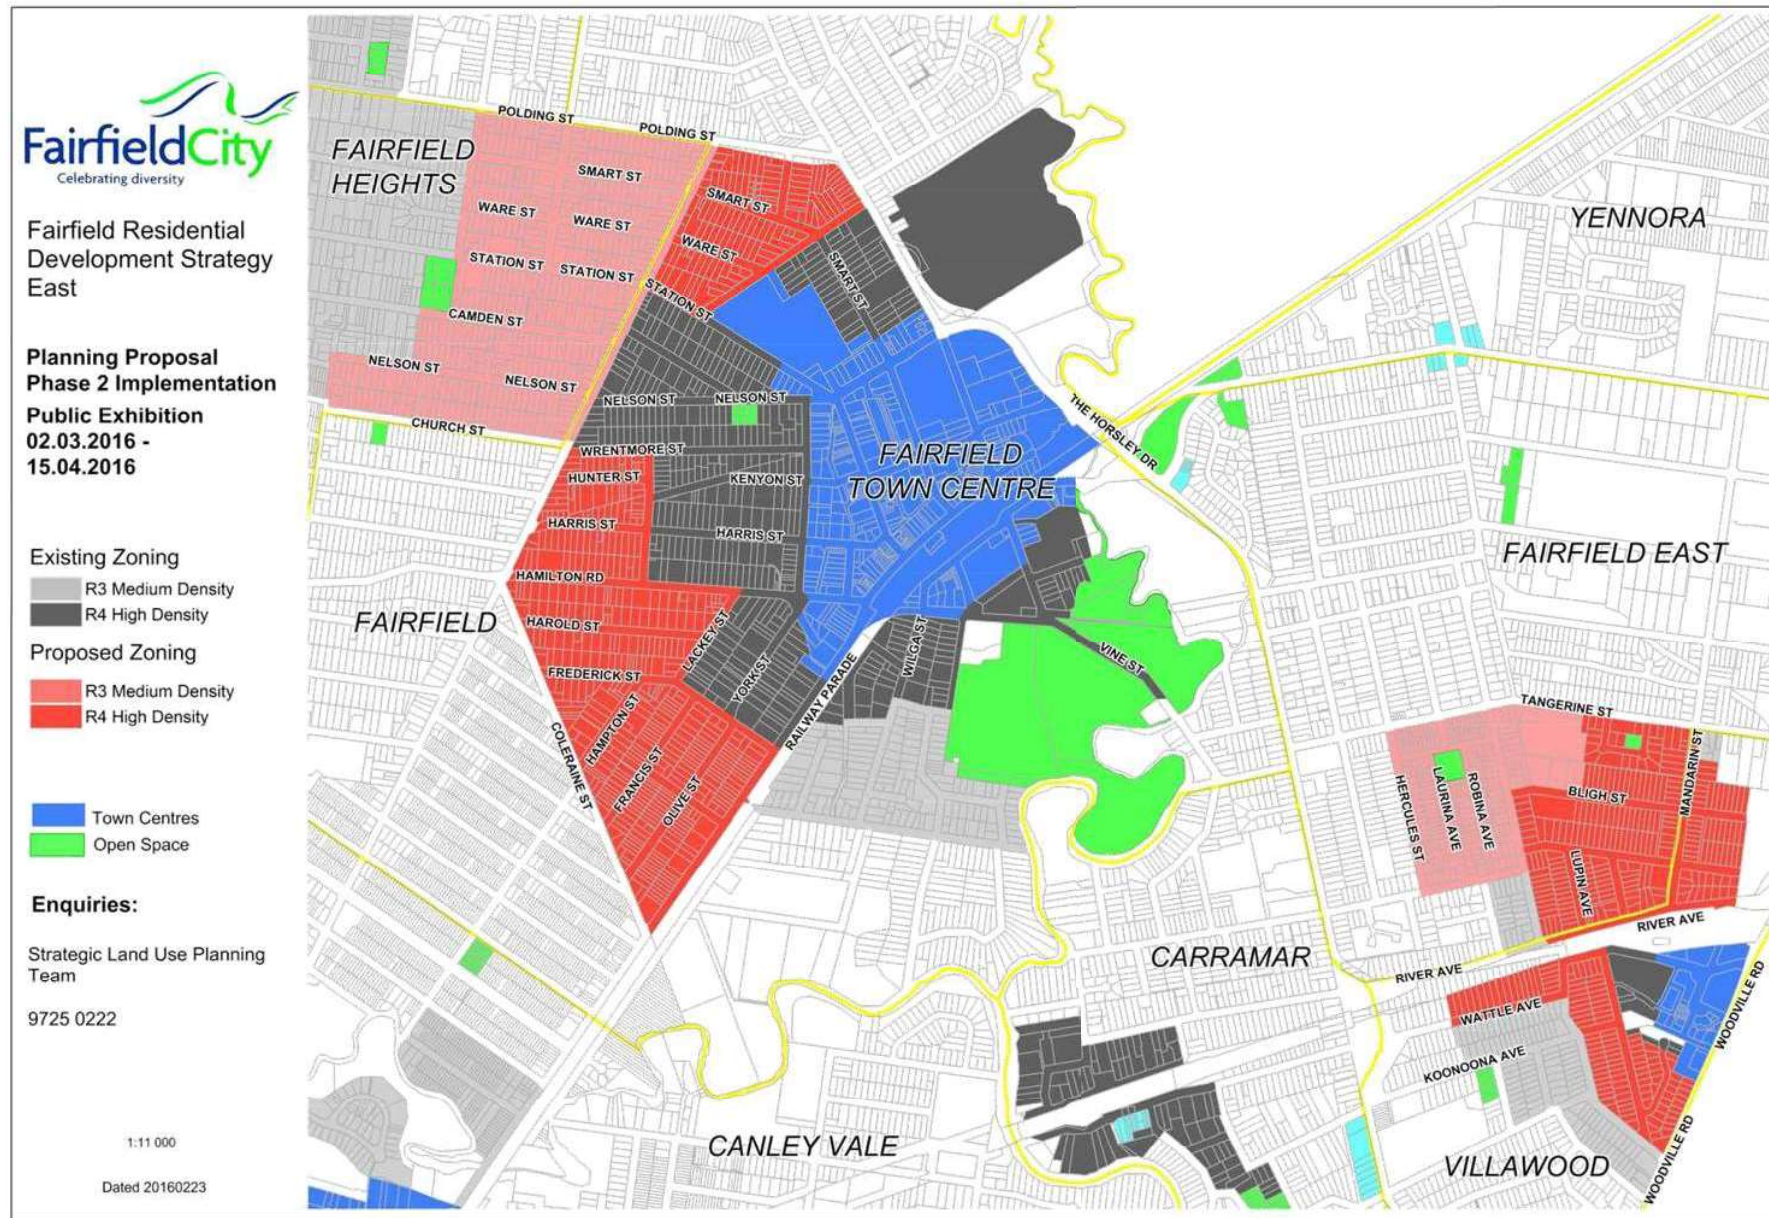 FairfieldCity
Celebrating diversity
Fairfield Residential
Development Strategy
East
Planning Proposal
Phase 2 Implementation
Public Exhibition
02.03.2016 -
15.04.2016
Existing Zoning
R3 Medium Density
R4 High Density
Proposed Zoning
R3 Medium Density
R4 High Density
Town Centres
Open Space
Enquiries:
Strategic Land Use Planning
Team
9725 0222
1:11 000
Dated 20160223
POLDING ST
POLDING ST
FAIRFIELD
HEIGHTS
SMART ST
SMART ST
WARE ST
WARE ST
WARE ST
SMART ST
STATION ST
STATION ST
STATION ST
CAMDEN ST
NELSON ST
NELSON ST
NELSON ST
NELSON ST
CHURCH ST
WRENTMORE ST
HUNTER ST
KENYON ST
HARRIS ST
HARRIS ST
HAMILTON RD
FAIRFIELD
TOWN CENTRE
THE HORSLEY DR
YENNORA
FAIRFIELD EAST
FAIRFIELD
HAROLD ST
LACKEY ST
FREDERICK ST
YORK ST
HAMPTON ST
FRANCIS ST
OLIVE ST
COLERAINE ST
RAILWAY PARADE
WILGA ST
VINE ST
TANGERINE ST
MANDARIN ST
HERCULES ST
LAURINA AVE
ROBINA AVE
BLIGH ST
LUPIN AVE
RIVER AVE
RIVER AVE
CARRAMAR
WATTLE AVE
KOONOONA AVE
WOODVILLE RD
WOODVILLE RD
CANLEY VALE
VILLAWOOD